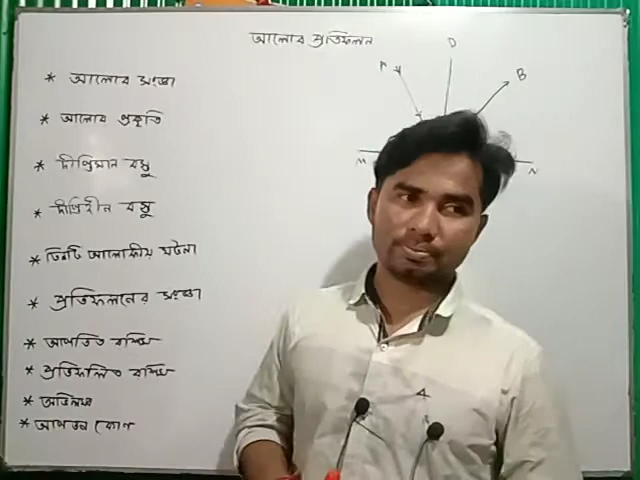 আলোর প্রতিফলন
D
A
B
M
N
* আলোর সংজ্ঞা
* আলোর প্রকৃতি
* দীপ্তিমান বস্তু
* দীপ্তিহীন বস্তু
* তিনটি আলোকীয় ঘটনা
* প্রতিফলনের সংজ্ঞা
* আপতিত রশ্মি
* প্রতিফলিত রশ্মি
* অভিলম্ব
* আপতন কোণ